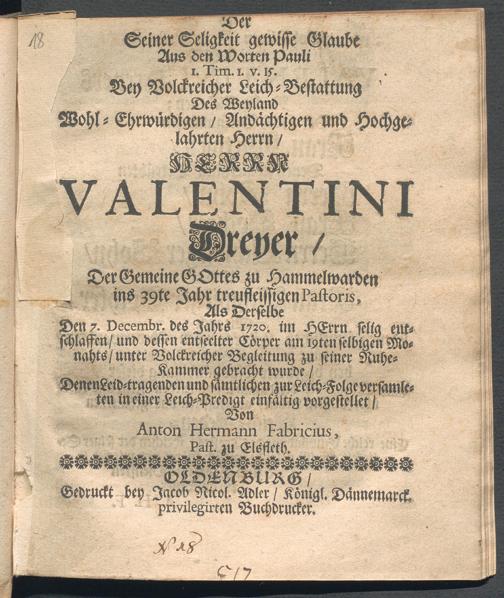 18
Der
Seiner Seligkeit gewisse Glaube
Aus den Worten Pauli
1. Tim. 1. v. 15.
Bey Volckreicher Leich-Bestattung
Des Weyland
Wohl-Ehrwürdigen / Andächtigen und Hochge-
lahrten Herrn /
HERRN
VALENTINI
Dreyer /
Der Gemeine GOttes zu Hammelwarden
ins 39te Jahr treufleissigen Pastoris,
Als Derselbe
Den 7. Decembr. des Jahrs 1720. im HErrn selig ent-
schlaffen / und dessen entseelter Cörper am 19ten selbigen Mo-
nahts / unter Volckreicher Begleitung zu seiner Ruhe-
Kammer gebracht wurde /
Denen Leid-tragenden und sämtlichen zur Leich-Folge versamle-
ten in einer Leich-Predigt einfältig vorgestellet /
Von
Anton Hermann Fabricius,
Past. zu Elsfleth.
OLDENBURG /
Gedruckt bey Jacob Nicol. Adler / Königl. Dännemarck.
privilegirten Buchdrucker.
N 18